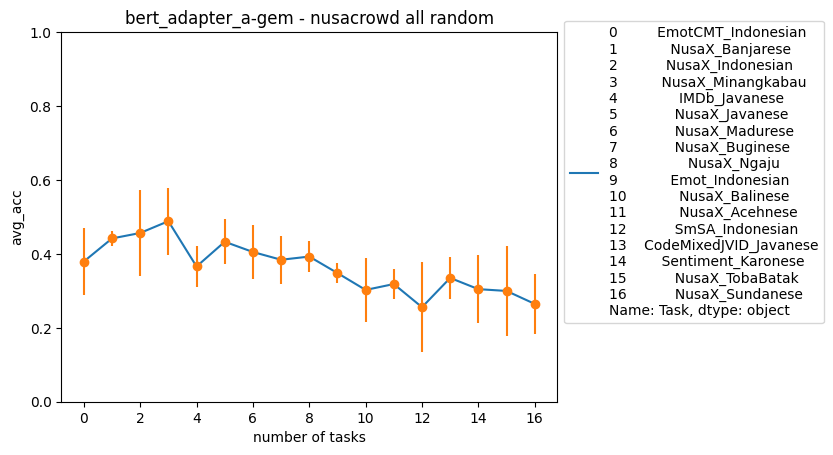 bert_adapter_a-gem - nusacrowd all random
1.0
0.8
0.6
0.4
0.2
0.0
avg_acc
0 2 4 6 8 10 12 14 16
number of tasks
0 EmotCMT_Indonesian
1 NusaX_Banjarese
2 NusaX_Indonesian
3 NusaX_Minangkabau
4 IMDb_Javanese
5 NusaX_Javanese
6 NusaX_Madurese
7 NusaX_Buginese
8 NusaX_Ngaju
9 Emot_Indonesian
10 NusaX_Balinese
11 NusaX_Acehnese
12 SmSA_Indonesian
13 CodeMixedJVID_Javanese
14 Sentiment_Karonese
15 NusaX_TobaBatak
16 NusaX_Sundanese
Name: Task, dtype: object